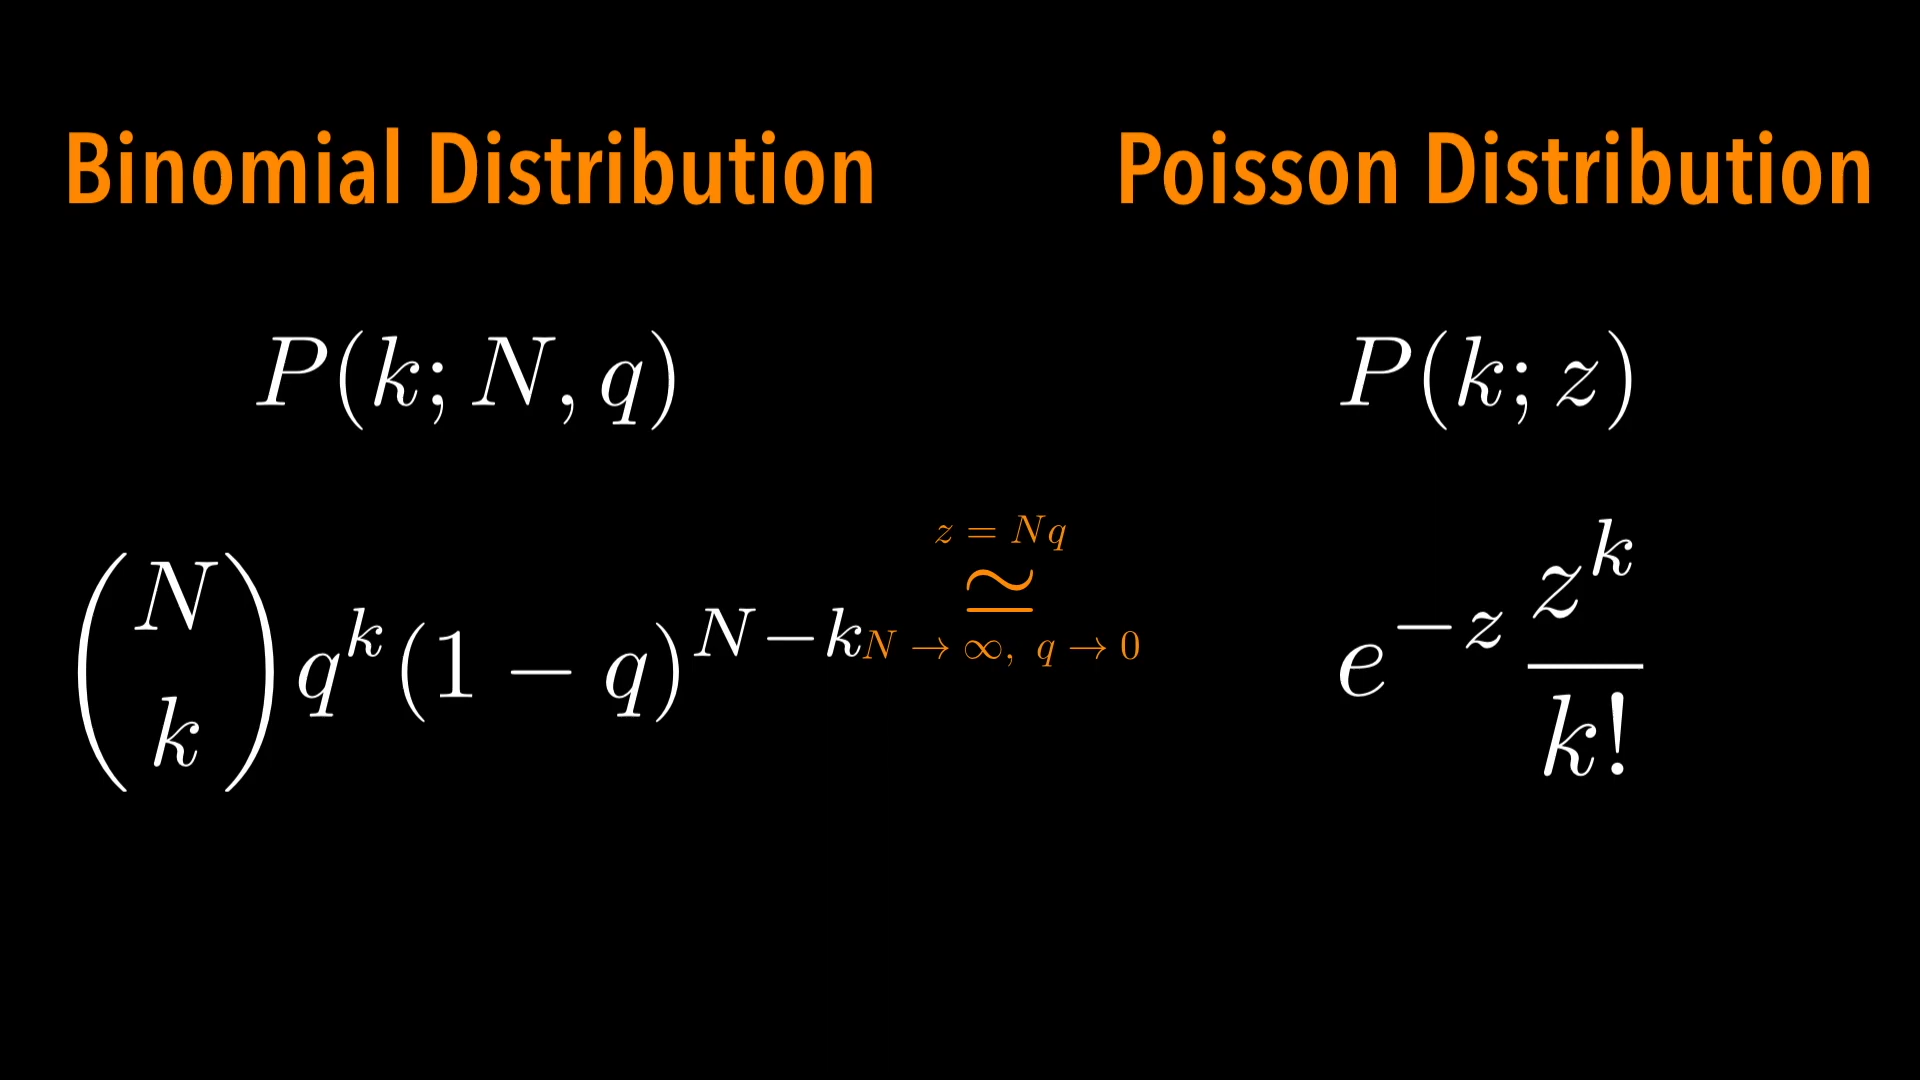 Binomial Distribution
Poisson Distribution
P(k; N, q)
P(k; z)
z = Nq
(N k) q^k (1 − q)^{N−k} ≃ e^{−z} z^k / k!
N → ∞, q → 0